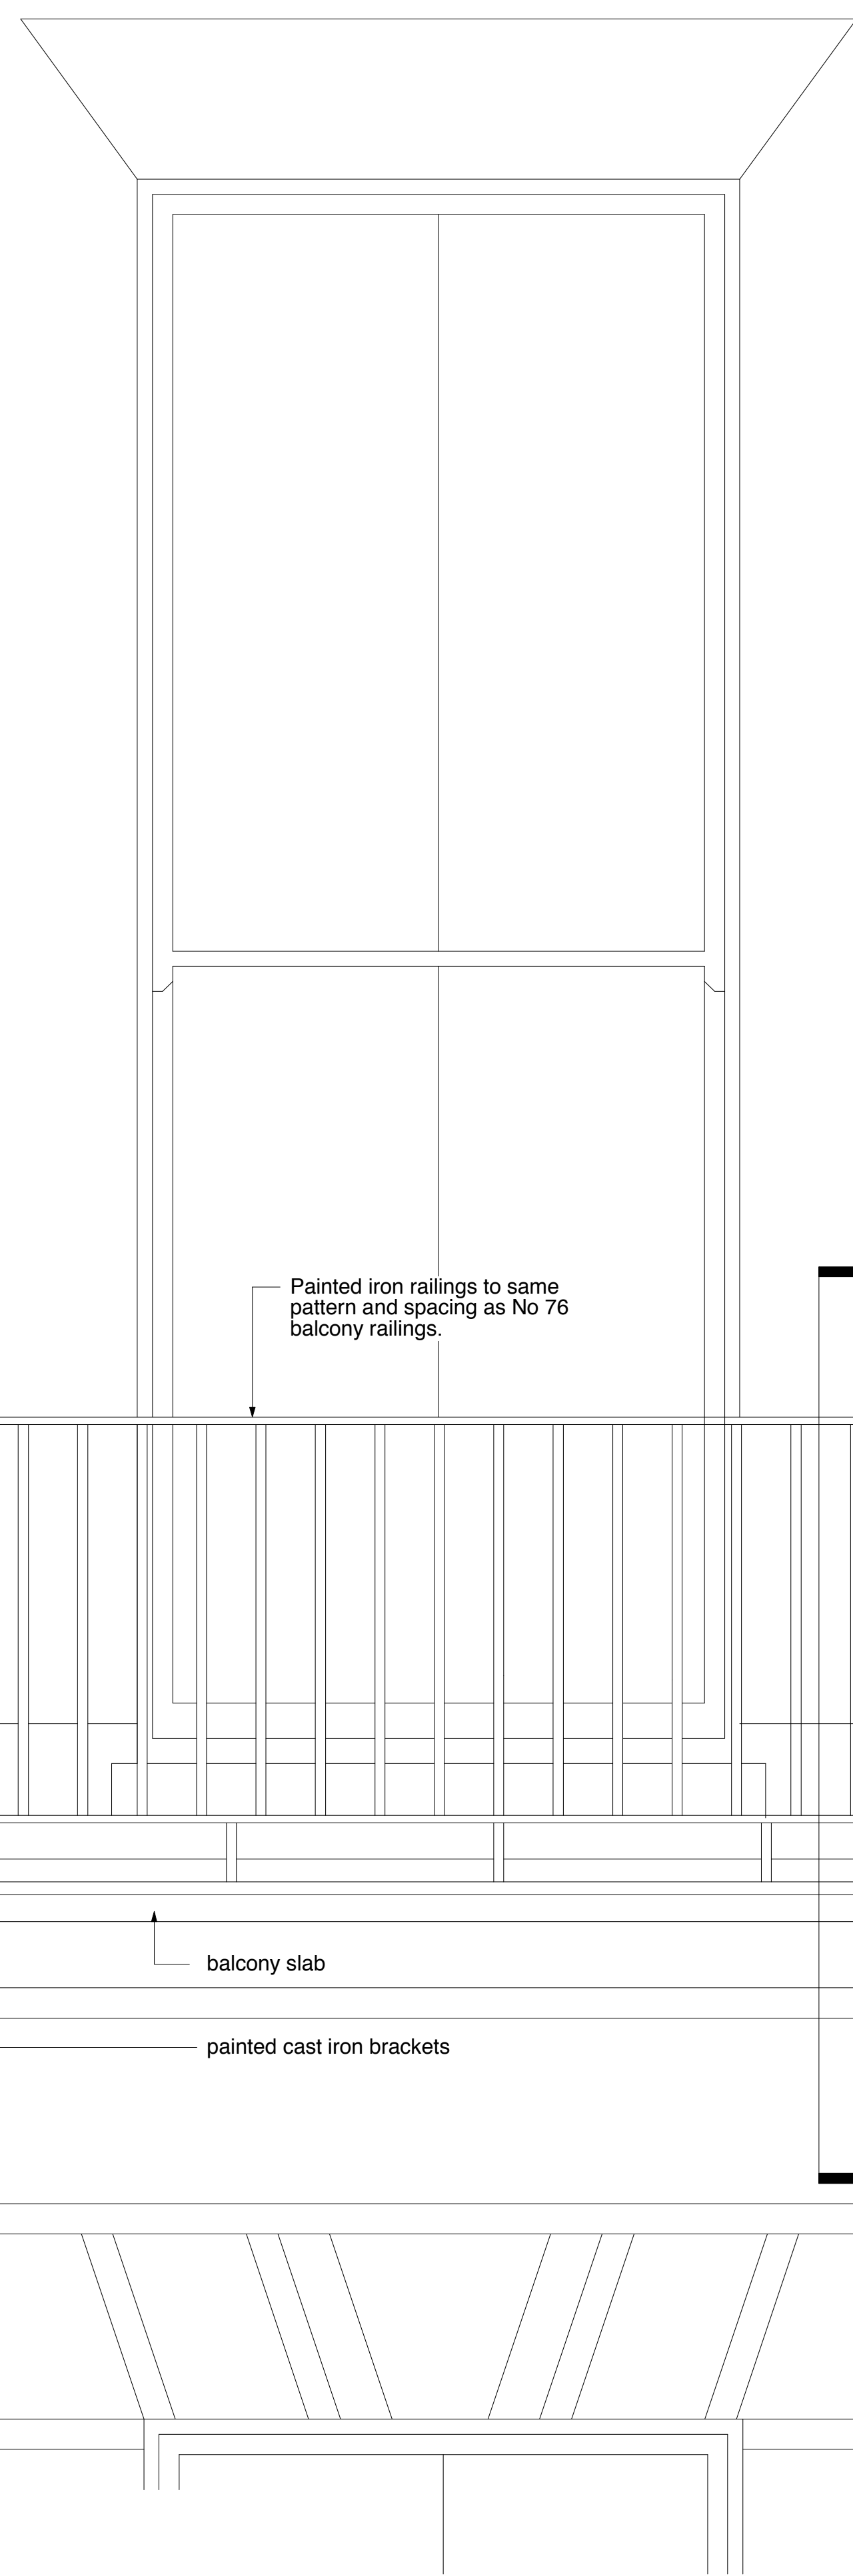 Painted iron railings to same
pattern and spacing as No 76
balcony railings.
balcony slab
painted cast iron brackets